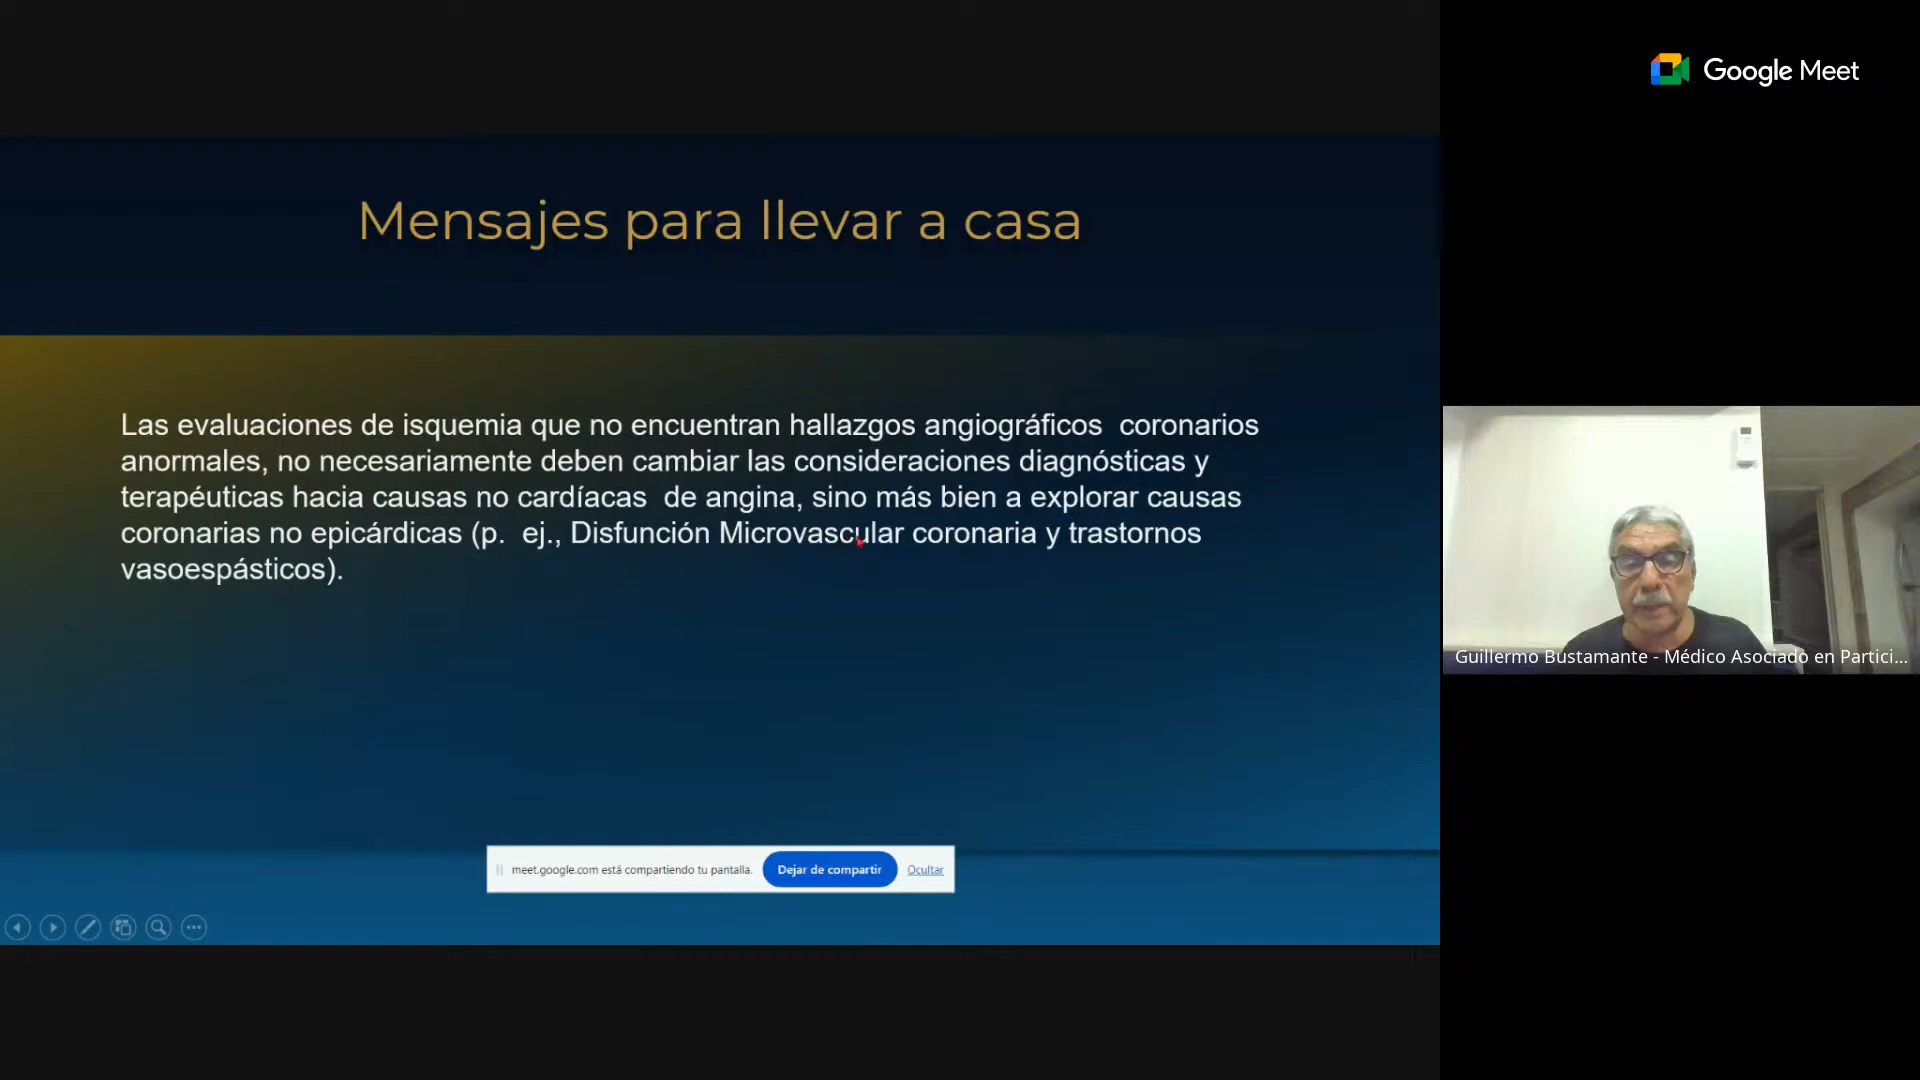 Google Meet
Mensajes para llevar a casa
Las evaluaciones de isquemia que no encuentran hallazgos angiográficos coronarios
anormales, no necesariamente deben cambiar las consideraciones diagnósticas y
terapéuticas hacia causas no cardíacas de angina, sino más bien a explorar causas
coronarias no epicárdicas (p. ej., Disfunción Microvascular coronaria y trastornos
vasoespásticos).
Guillermo Bustamante - Médico Asociado en Partici...
meet.google.com está compartiendo tu pantalla. Dejar de compartir Ocultar